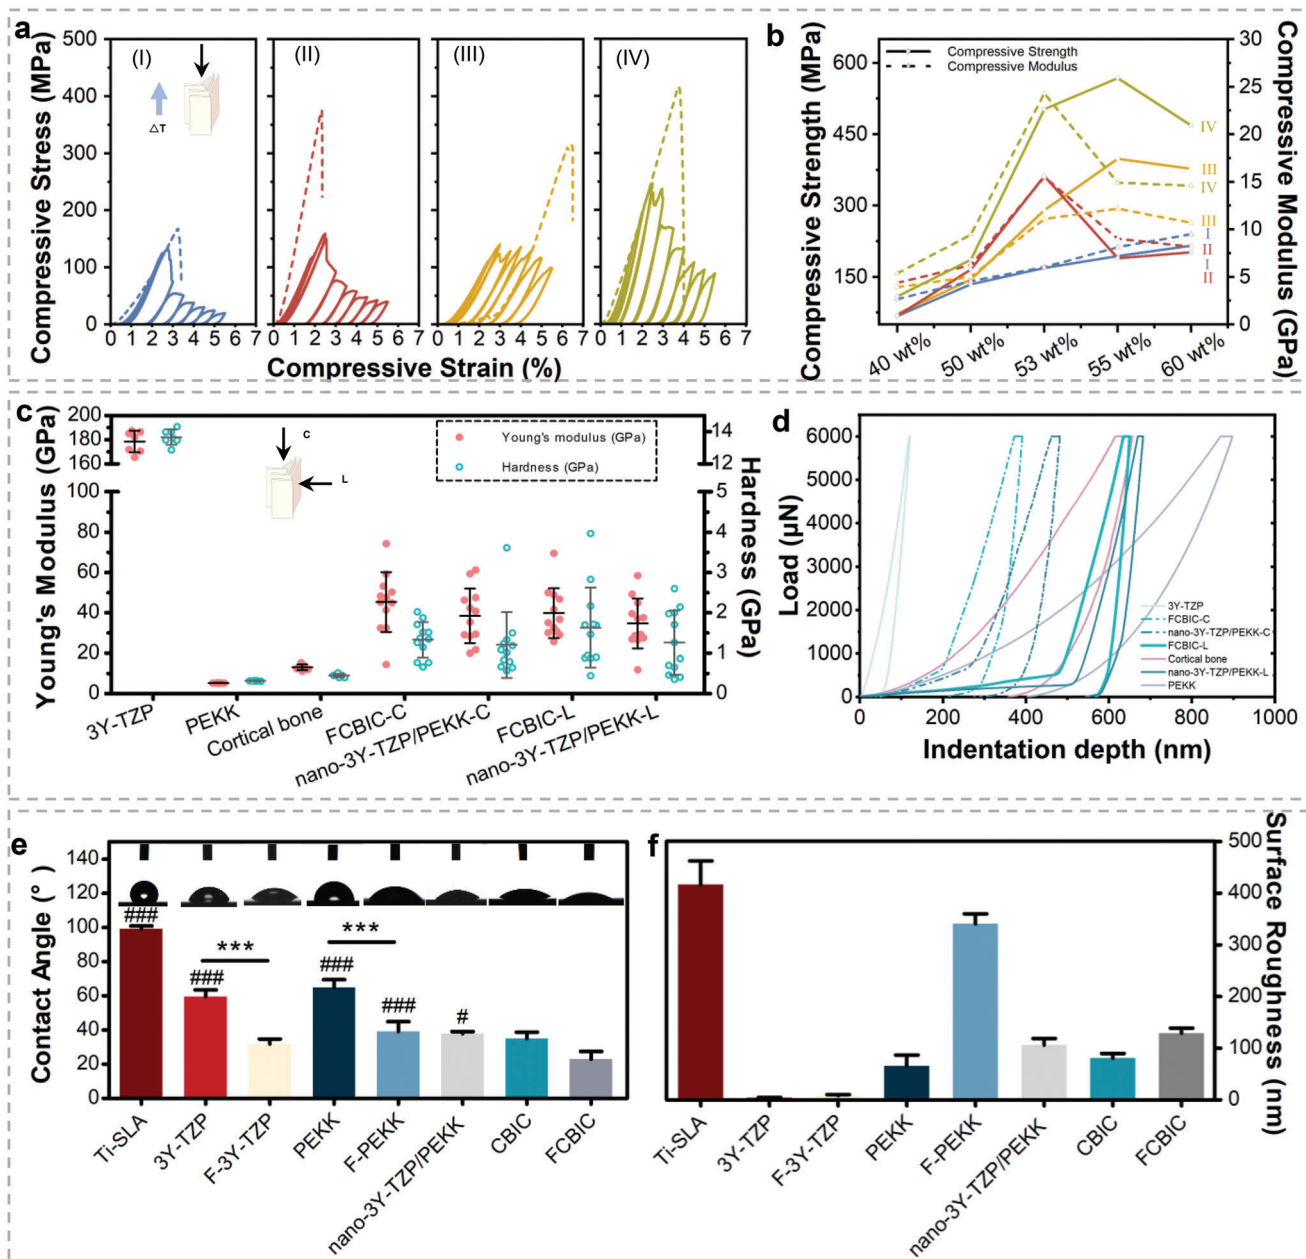 a
Compressive Stress (MPa)
500
400
300
200
100
0
(I)
△T
(II)
(III)
(IV)
0 1 2 3 4 5 6 7
0 1 2 3 4 5 6 7
0 1 2 3 4 5 6 7
0 1 2 3 4 5 6 7
Compressive Strain (%)
b
Compressive Strength (MPa)
600
450
300
150
Compressive Strength
Compressive Modulus
IV
III
IV
III
I
II
I
II
30
25
20
15
10
5
0
Compressive Modulus (GPa)
40 wt%
50 wt%
53 wt%
55 wt%
60 wt%
c
Young's Modulus (GPa)
200
180
160
100
80
60
40
20
0
C
L
Young's modulus (GPa)
Hardness (GPa)
14
12
5
4
3
2
1
0
Hardness (GPa)
3Y-TZP
PEKK
Cortical bone
FCBIC-C
nano-3Y-TZP/PEKK-C
FCBIC-L
nano-3Y-TZP/PEKK-L
d
Load (μN)
6000
5000
4000
3000
2000
1000
0
3Y-TZP
FCBIC-C
nano-3Y-TZP/PEKK-C
FCBIC-L
Cortical bone
nano-3Y-TZP/PEKK-L
PEKK
0 200 400 600 800 1000
Indentation depth (nm)
e
Contact Angle (°)
140
120
100
80
60
40
20
0
###
###
***
###
***
###
#
Ti-SLA
3Y-TZP
F-3Y-TZP
PEKK
F-PEKK
nano-3Y-TZP/PEKK
CBIC
FCBIC
f
500
400
300
200
100
0
Surface Roughness (nm)
Ti-SLA
3Y-TZP
F-3Y-TZP
PEKK
F-PEKK
nano-3Y-TZP/PEKK
CBIC
FCBIC